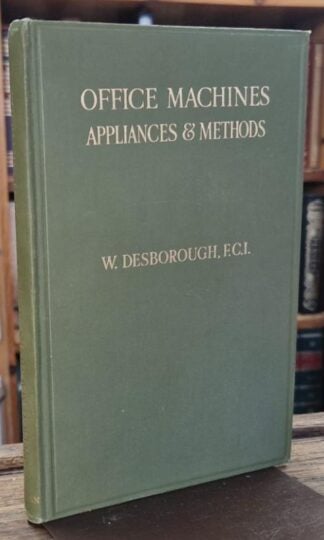 OFFICE MACHINES
APPLIANCES & METHODS
W. DESBOROUGH, F.C.I.